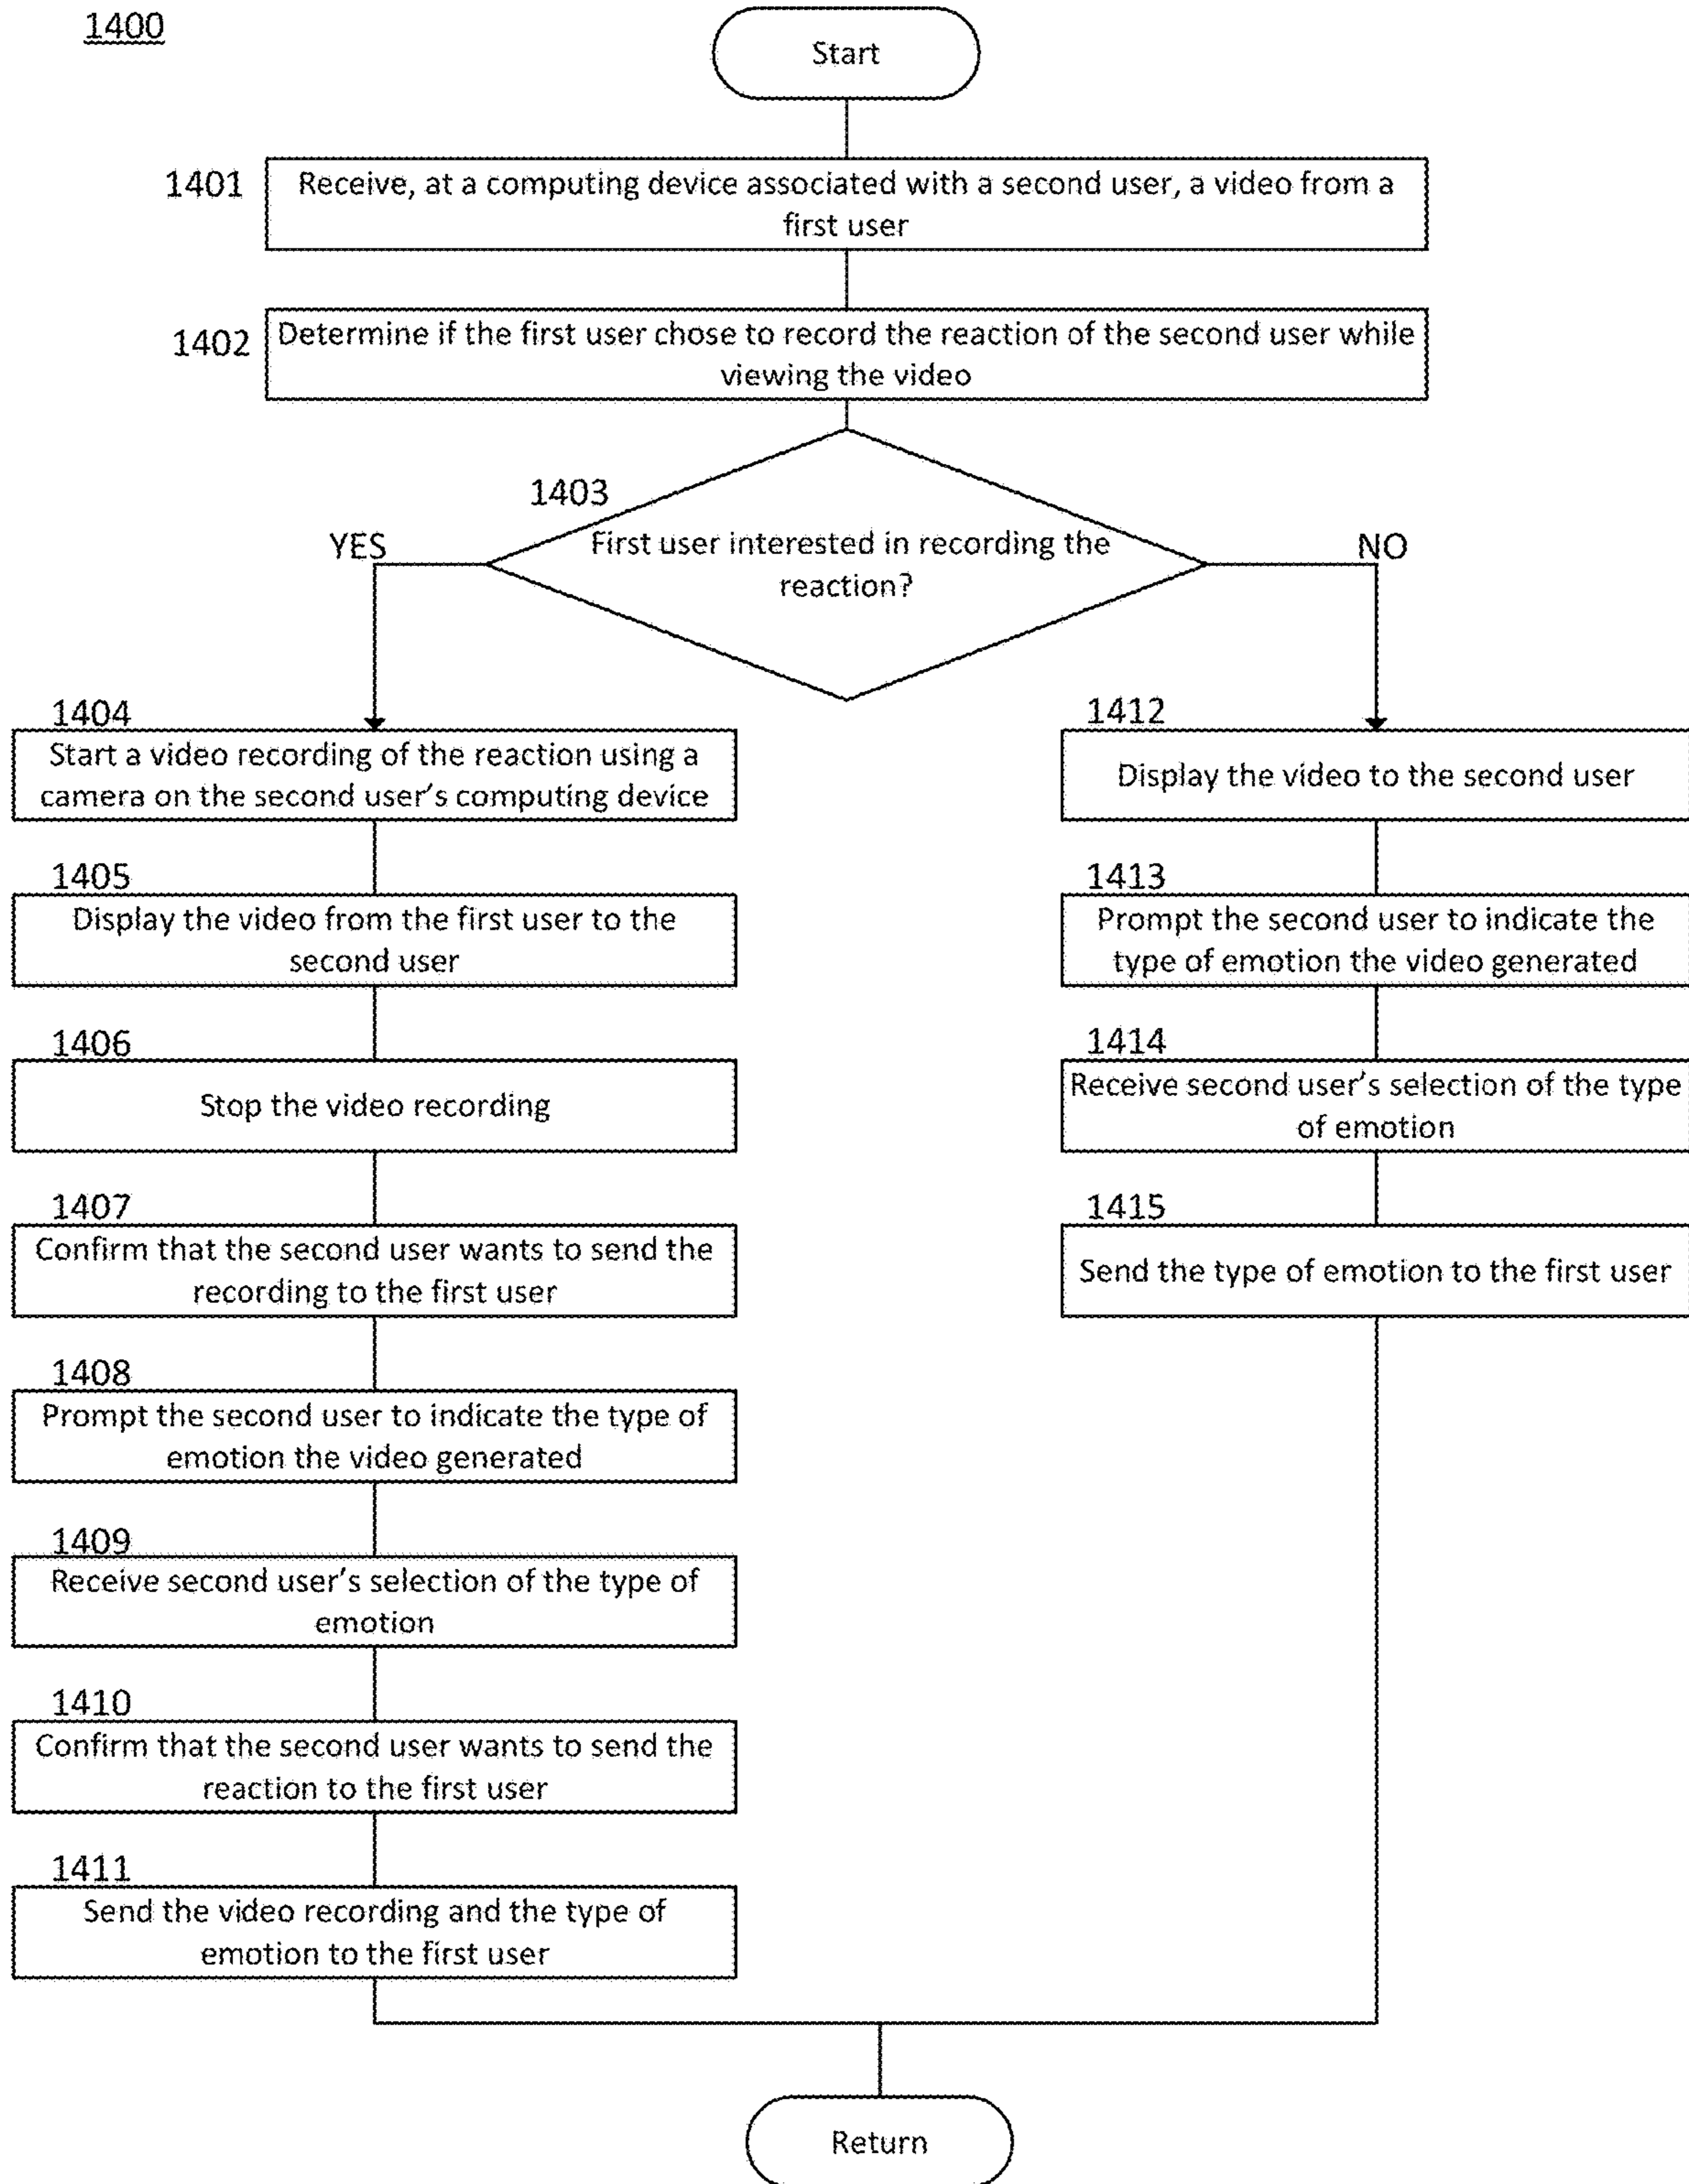 1400
Start
1401
Receive, at a computing device associated with a second user, a video from a
first user
1402
Determine if the first user chose to record the reaction of the second user while
viewing the video
1403
First user interested in recording the
reaction?
YES
NO
1404
Start a video recording of the reaction using a
camera on the second user's computing device
1405
Display the video from the first user to the
second user
1406
Stop the video recording
1407
Confirm that the second user wants to send the
recording to the first user
1408
Prompt the second user to indicate the type of
emotion the video generated
1409
Receive second user's selection of the type of
emotion
1410
Confirm that the second user wants to send the
reaction to the first user
1411
Send the video recording and the type of
emotion to the first user
1412
Display the video to the second user
1413
Prompt the second user to indicate the
type of emotion the video generated
1414
Receive second user's selection of the type
of emotion
1415
Send the type of emotion to the first user
Return